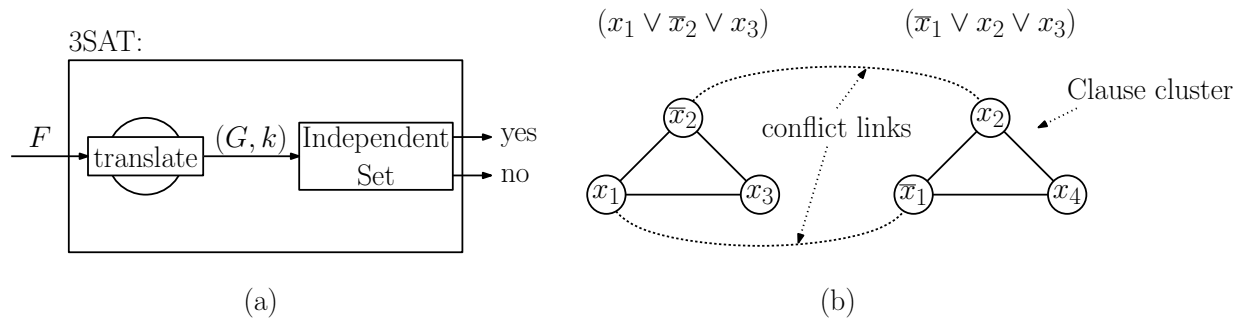 3SAT:
F
translate
(G, k)
Independent
Set
yes
no
(a)
(x₁ ∨ x̅₂ ∨ x₃)
(x̅₁ ∨ x₂ ∨ x₃)
Clause cluster
x̅₂
x₂
conflict links
x₁
x₃
x̅₁
x₄
(b)